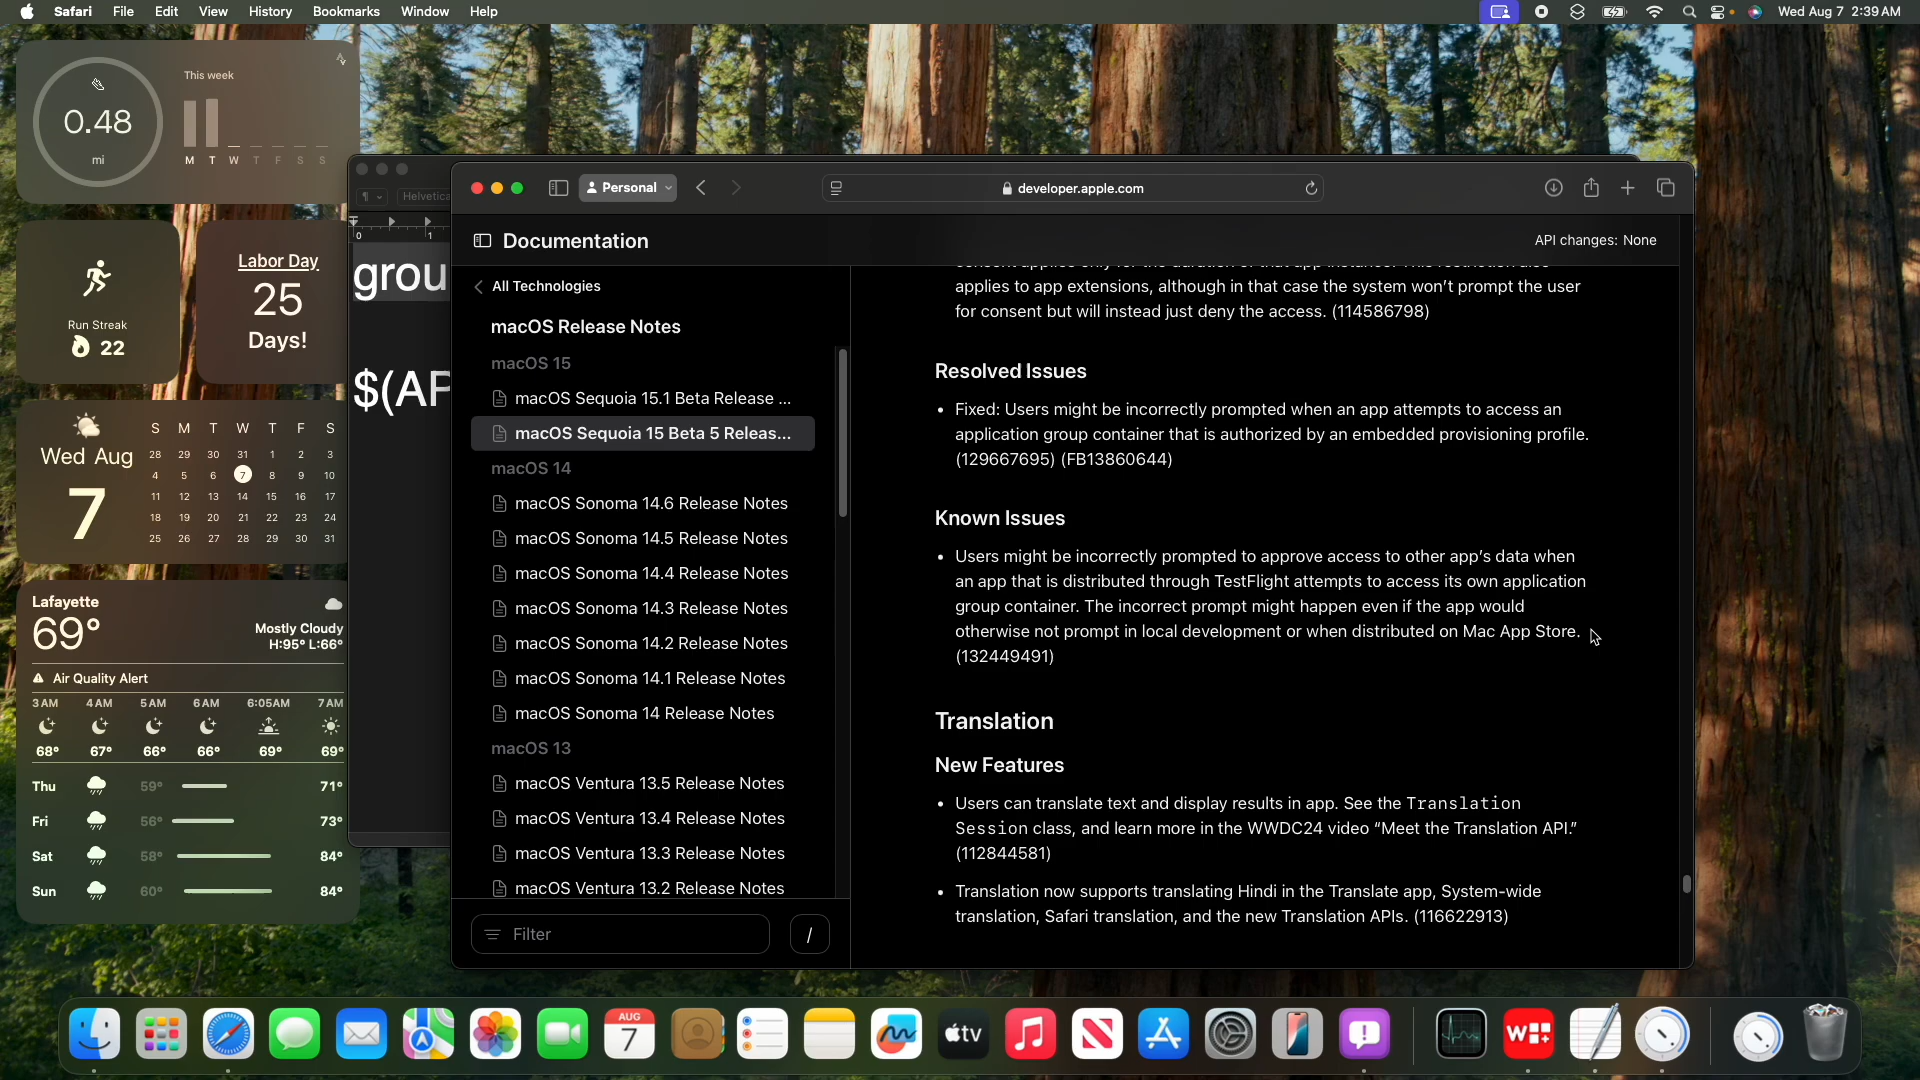 Safari File Edit View History Bookmarks Window Help
Wed Aug 7 2:39 AM
This week
0.48
mi
M T W T F S S
Run Streak
22
Labor Day
25
Days!
Wed Aug
7
S M T W T F S
28 29 30 31 1 2 3
4 5 6 7 8 9 10
11 12 13 14 15 16 17
18 19 20 21 22 23 24
25 26 27 28 29 30 31
Lafayette
69°
Mostly Cloudy
H:95° L:66°
Air Quality Alert
3AM 4AM 5AM 6AM 6:05AM 7AM
68° 67° 66° 66° 69° 69°
Thu 59° 71°
Fri 56° 73°
Sat 58° 84°
Sun 60° 84°
¶ Helvetica
0 1
grou
$(AP
Personal
developer.apple.com
Documentation
API changes: None
All Technologies
macOS Release Notes
macOS 15
macOS Sequoia 15.1 Beta Release ...
macOS Sequoia 15 Beta 5 Releas...
macOS 14
macOS Sonoma 14.6 Release Notes
macOS Sonoma 14.5 Release Notes
macOS Sonoma 14.4 Release Notes
macOS Sonoma 14.3 Release Notes
macOS Sonoma 14.2 Release Notes
macOS Sonoma 14.1 Release Notes
macOS Sonoma 14 Release Notes
macOS 13
macOS Ventura 13.5 Release Notes
macOS Ventura 13.4 Release Notes
macOS Ventura 13.3 Release Notes
macOS Ventura 13.2 Release Notes
Filter
/
applies to app extensions, although in that case the system won't prompt the user
for consent but will instead just deny the access. (114586798)
Resolved Issues
• Fixed: Users might be incorrectly prompted when an app attempts to access an
application group container that is authorized by an embedded provisioning profile.
(129667695) (FB13860644)
Known Issues
• Users might be incorrectly prompted to approve access to other app's data when
an app that is distributed through TestFlight attempts to access its own application
group container. The incorrect prompt might happen even if the app would
otherwise not prompt in local development or when distributed on Mac App Store.
(132449491)
Translation
New Features
• Users can translate text and display results in app. See the Translation
Session class, and learn more in the WWDC24 video “Meet the Translation API.”
(112844581)
• Translation now supports translating Hindi in the Translate app, System-wide
translation, Safari translation, and the new Translation APIs. (116622913)
AUG
7
tv